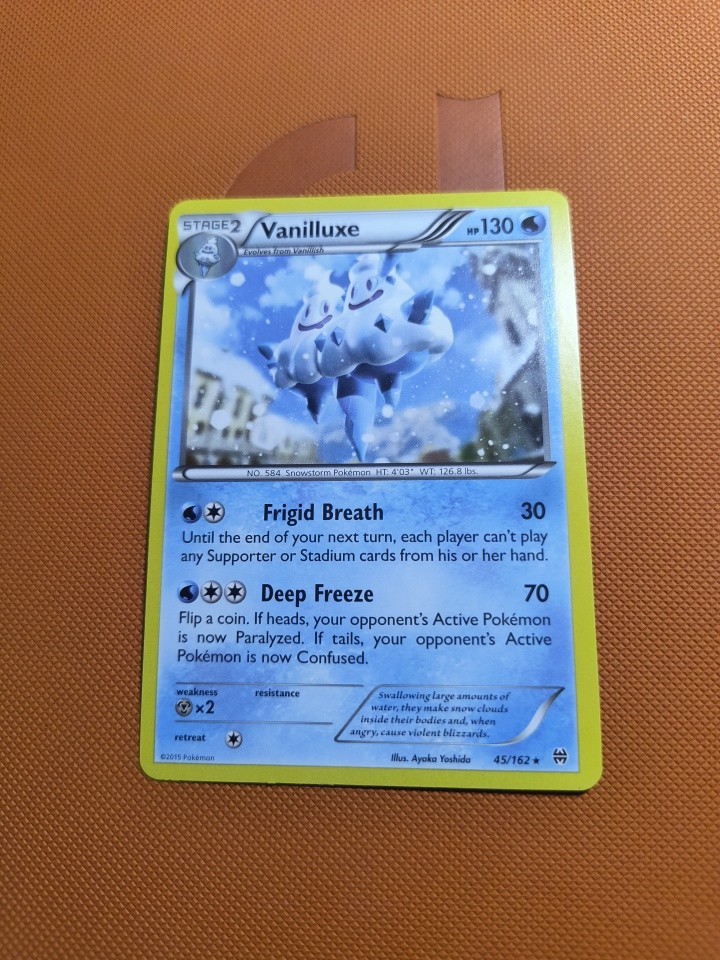 STAGE2 Vanilluxe HP130
Evolves from Vanillish
NO. 584 Snowstorm Pokémon HT: 4'03" WT: 126.8 lbs.
Frigid Breath 30
Until the end of your next turn, each player can't play
any Supporter or Stadium cards from his or her hand.
Deep Freeze 70
Flip a coin. If heads, your opponent's Active Pokémon
is now Paralyzed. If tails, your opponent's Active
Pokémon is now Confused.
weakness resistance
×2
retreat
Swallowing large amounts of
water, they make snow clouds
inside their bodies and, when
angry, cause violent blizzards.
©2015 Pokémon Illus. Ayaka Yoshida 45/162 ★